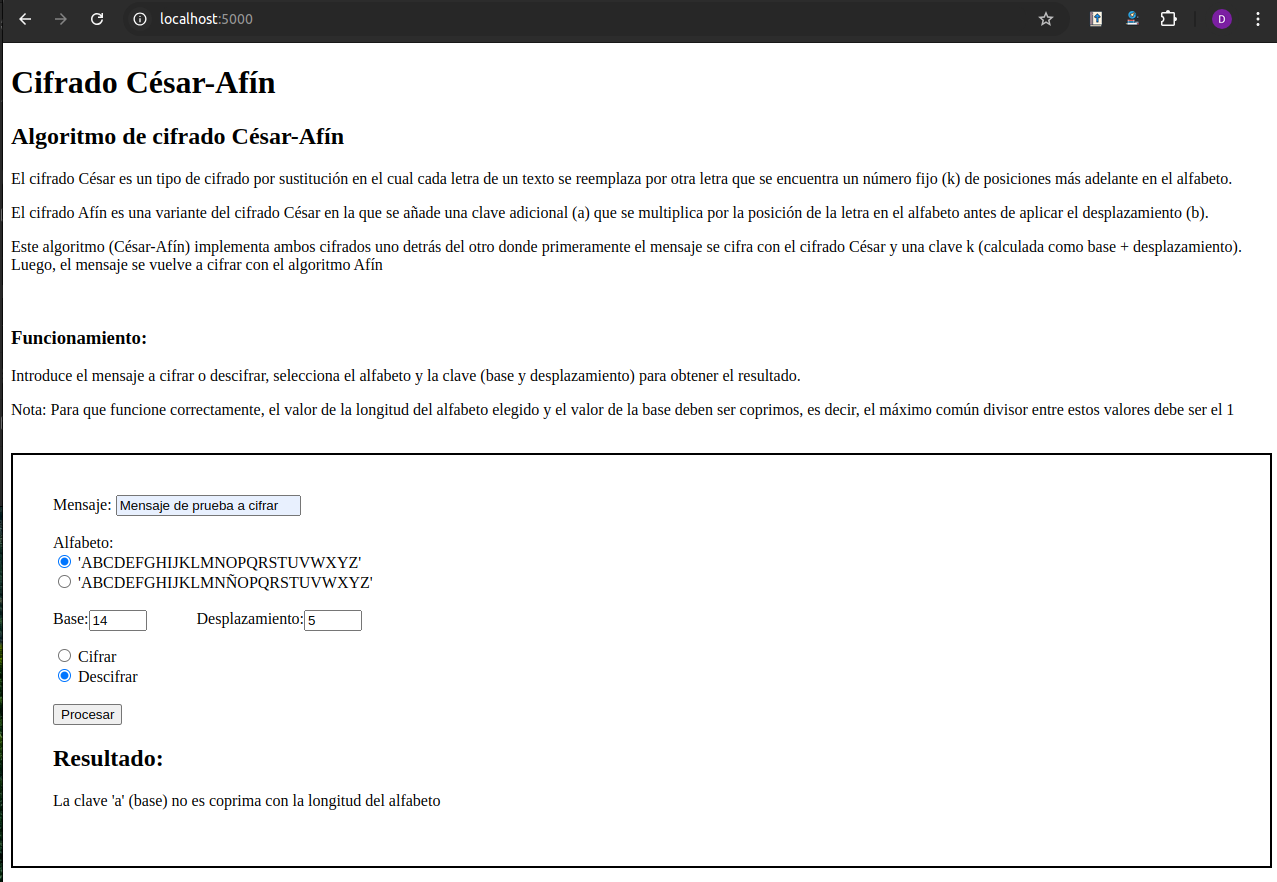 localhost:5000
D
Cifrado César-Afín
Algoritmo de cifrado César-Afín
El cifrado César es un tipo de cifrado por sustitución en el cual cada letra de un texto se reemplaza por otra letra que se encuentra un número fijo (k) de posiciones más adelante en el alfabeto.
El cifrado Afín es una variante del cifrado César en la que se añade una clave adicional (a) que se multiplica por la posición de la letra en el alfabeto antes de aplicar el desplazamiento (b).
Este algoritmo (César-Afín) implementa ambos cifrados uno detrás del otro donde primeramente el mensaje se cifra con el cifrado César y una clave k (calculada como base + desplazamiento).
Luego, el mensaje se vuelve a cifrar con el algoritmo Afín
Funcionamiento:
Introduce el mensaje a cifrar o descifrar, selecciona el alfabeto y la clave (base y desplazamiento) para obtener el resultado.
Nota: Para que funcione correctamente, el valor de la longitud del alfabeto elegido y el valor de la base deben ser coprimos, es decir, el máximo común divisor entre estos valores debe ser el 1
Mensaje: Mensaje de prueba a cifrar
Alfabeto:
'ABCDEFGHIJKLMNOPQRSTUVWXYZ'
'ABCDEFGHIJKLMNÑOPQRSTUVWXYZ'
Base: 14 Desplazamiento: 5
Cifrar
Descifrar
Procesar
Resultado:
La clave 'a' (base) no es coprima con la longitud del alfabeto